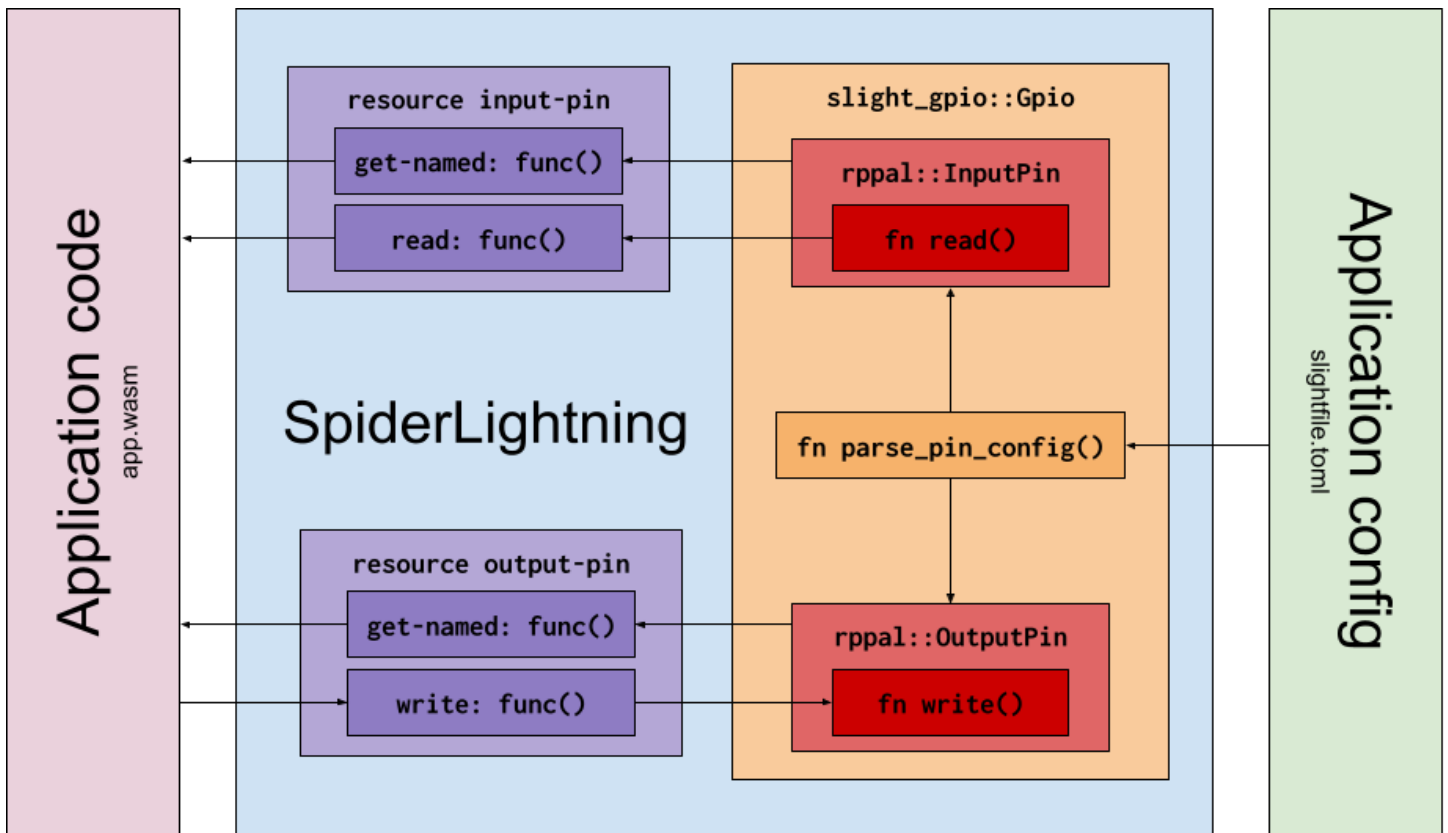 Application code
app.wasm
SpiderLightning
resource input-pin
get-named: func()
read: func()
resource output-pin
get-named: func()
write: func()
slight_gpio::Gpio
rppal::InputPin
fn read()
fn parse_pin_config()
rppal::OutputPin
fn write()
Application config
slightfile.toml